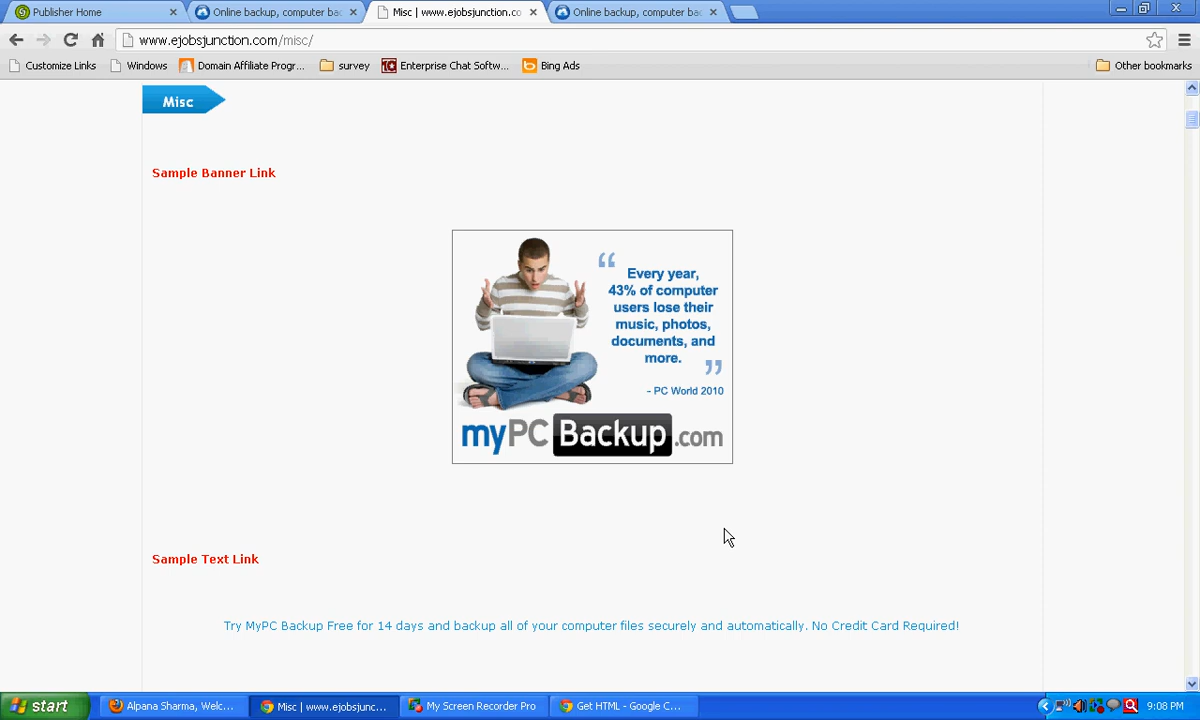 Publisher Home
Online backup, computer bac
Misc | www.ejobsjunction.co
Online backup, computer bac
www.ejobsjunction.com/misc/
Customize Links
Windows
Domain Affiliate Progr...
survey
Enterprise Chat Softw...
Bing Ads
Other bookmarks
Misc
Sample Banner Link
“ Every year,
43% of computer
users lose their
music, photos,
documents, and
more. ”
- PC World 2010
myPCBackup.com
Sample Text Link
Try MyPC Backup Free for 14 days and backup all of your computer files securely and automatically. No Credit Card Required!
start
Alpana Sharma, Welc...
Misc | www.ejobsjunc...
My Screen Recorder Pro
Get HTML - Google C...
9:08 PM